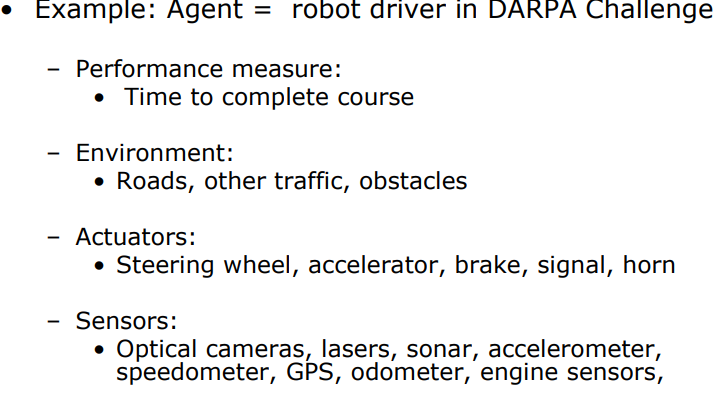 • Example: Agent = robot driver in DARPA Challenge
– Performance measure:
• Time to complete course
– Environment:
• Roads, other traffic, obstacles
– Actuators:
• Steering wheel, accelerator, brake, signal, horn
– Sensors:
• Optical cameras, lasers, sonar, accelerometer,
speedometer, GPS, odometer, engine sensors,